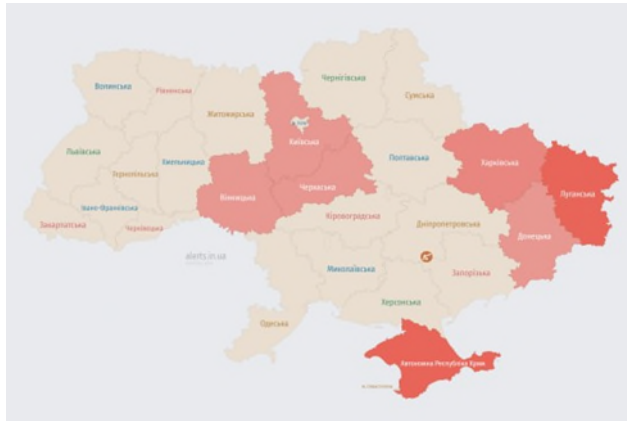 Чернігівська
Волинська
Рівненська
Сумська
Житомирська
Київська
Львівська
Полтавська
Хмельницька
Харківська
Тернопільська
Черкаська
Луганська
Вінницька
Івано-Франківська
Кіровоградська
Закарпатська
Чернівецька
Дніпропетровська
Донецька
alerts.in.ua
Миколаївська
Запорізька
Херсонська
Одеська
Автономна Республіка Крим